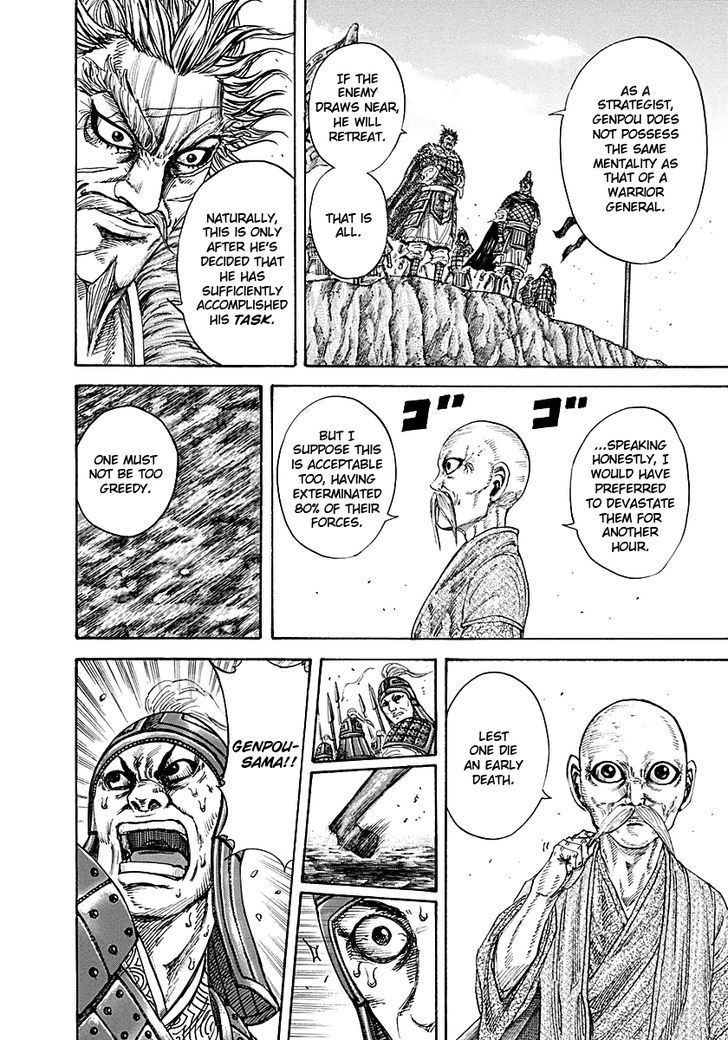 AS A
STRATEGIST,
GENPOU DOES
NOT POSSESS
THE SAME
MENTALITY AS
THAT OF A
WARRIOR
GENERAL.
IF THE
ENEMY
DRAWS NEAR,
HE WILL
RETREAT.
THAT IS
ALL.
NATURALLY,
THIS IS ONLY
AFTER HE'S
DECIDED THAT
HE HAS
SUFFICIENTLY
ACCOMPLISHED
HIS TASK.
ゴゴ
...SPEAKING
HONESTLY, I
WOULD HAVE
PREFERRED
TO DEVASTATE
THEM FOR
ANOTHER
HOUR.
BUT I
SUPPOSE THIS
IS ACCEPTABLE
TOO, HAVING
EXTERMINATED
80% OF THEIR
FORCES.
ONE MUST
NOT BE TOO
GREEDY.
LEST
ONE DIE
AN EARLY
DEATH.
GENPOU-
SAMA!!